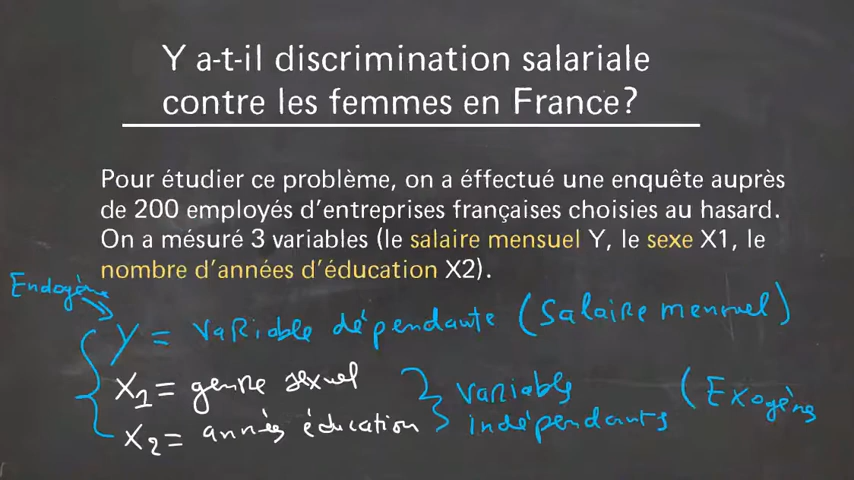 Y a-t-il discrimination salariale
contre les femmes en France?
Pour étudier ce problème, on a éffectué une enquête auprès
de 200 employés d'entreprises françaises choisies au hasard.
On a mésuré 3 variables (le salaire mensuel Y, le sexe X1, le
nombre d'années d'éducation X2).
Endogène
Y = variable dépendante (Salaire mensuel)
X1 = genre sexuel
X2 = années éducation
variables
indépendants
(Exogènes